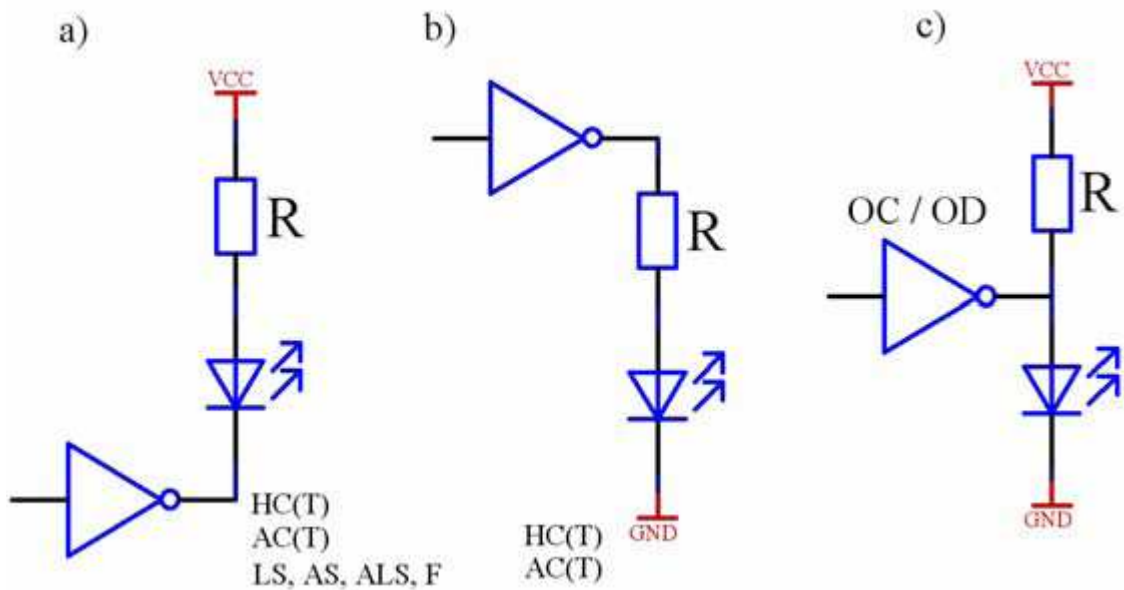 a)
VCC
R
HC(T)
AC(T)
LS, AS, ALS, F
b)
R
GND
HC(T)
AC(T)
c)
VCC
OC / OD
R
GND